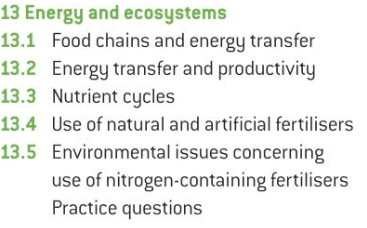 13 Energy and ecosystems
13.1 Food chains and energy transfer
13.2 Energy transfer and productivity
13.3 Nutrient cycles
13.4 Use of natural and artificial fertilisers
13.5 Environmental issues concerning
use of nitrogen-containing fertilisers
Practice questions